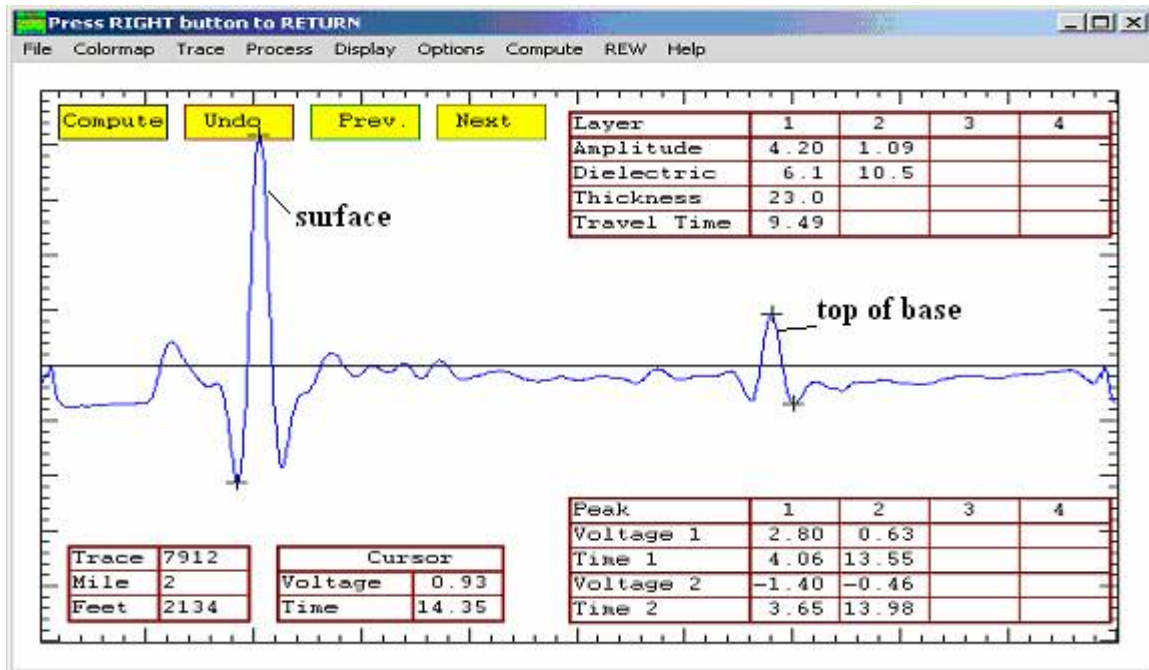 Press RIGHT button to RETURN
File Colormap Trace Process Display Options Compute REW Help
Compute Undo Prev. Next
Layer 1 2 3 4
Amplitude 4.20 1.09
Dielectric 6.1 10.5
Thickness 23.0
Travel Time 9.49
surface
top of base
Peak 1 2 3 4
Voltage 1 2.80 0.63
Time 1 4.06 13.55
Voltage 2 -1.40 -0.46
Time 2 3.65 13.98
Trace 7912
Mile 2
Feet 2134
Cursor
Voltage 0.93
Time 14.35